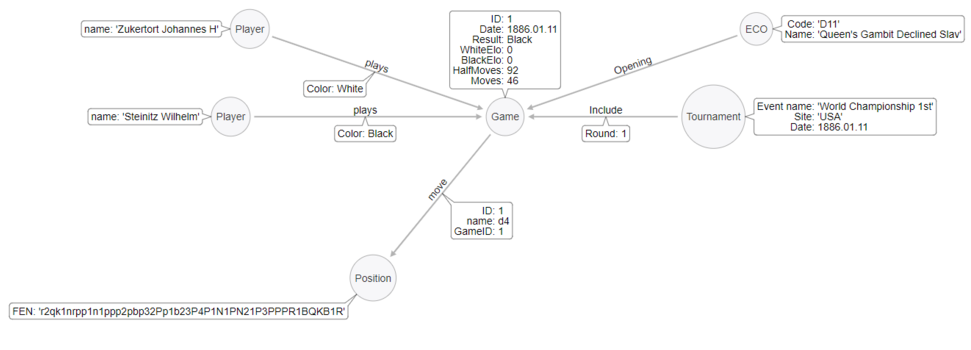 name: 'Zukertort Johannes H'
Player
ID: 1
Date: 1886.01.11
Result: Black
WhiteElo: 0
BlackElo: 0
HalfMoves: 92
Moves: 46
ECO
Code: 'D11'
Name: 'Queen's Gambit Declined Slav'
plays
Color: White
Opening
name: 'Steinitz Wilhelm'
Player
plays
Color: Black
Game
Include
Round: 1
Tournament
Event name: 'World Championship 1st'
Site: 'USA'
Date: 1886.01.11
move
ID: 1
name: d4
GameID: 1
Position
FEN: 'r2qk1nrpp1n1ppp2pbp32Pp1b23P4P1N1PN21P3PPPR1BQKB1R'